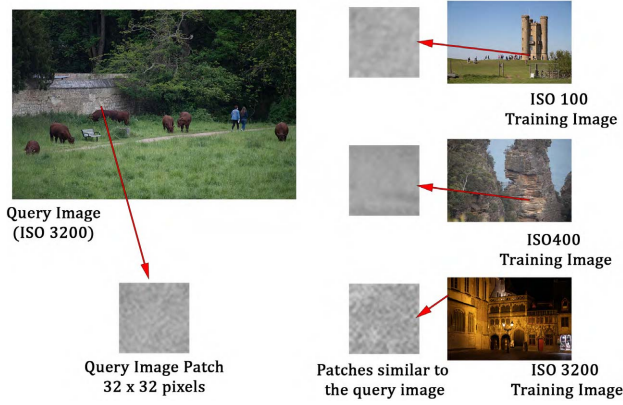 Query Image
(ISO 3200)
Query Image Patch
32 x 32 pixels
ISO 100
Training Image
ISO400
Training Image
Patches similar to
the query image
ISO 3200
Training Image